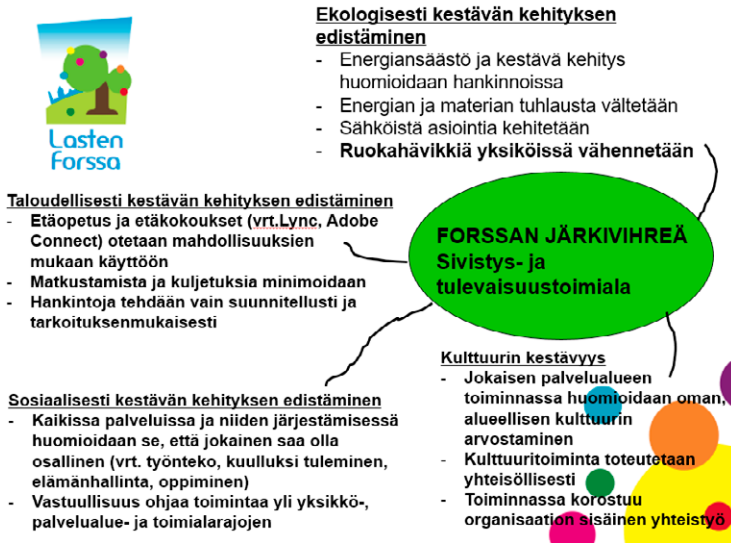 Ekologisesti kestävän kehityksen
edistäminen
- Energiansäästö ja kestävä kehitys
huomioidaan hankinnoissa
- Energian ja materian tuhlausta vältetään
- Sähköistä asiointia kehitetään
- Ruokahävikkiä yksiköissä vähennetään
Lasten
Forssa
Taloudellisesti kestävän kehityksen edistäminen
- Etäopetus ja etäkokoukset (vrt.Lync, Adobe
Connect) otetaan mahdollisuuksien
mukaan käyttöön
- Matkustamista ja kuljetuksia minimoidaan
- Hankintoja tehdään vain suunnitellusti ja
tarkoituksenmukaisesti
FORSSAN JÄRKIVIHREÄ
Sivistys- ja
tulevaisuustoimiala
Sosiaalisesti kestävän kehityksen edistäminen
- Kaikissa palveluissa ja niiden järjestämisessä
huomioidaan se, että jokainen saa olla
osallinen (vrt. työnteko, kuulluksi tuleminen,
elämänhallinta, oppiminen)
- Vastuullisuus ohjaa toimintaa yli yksikkö-,
palvelualue- ja toimialarajojen
Kulttuurin kestävyys
- Jokaisen palvelualueen
toiminnassa huomioidaan oman,
alueellisen kulttuurin
arvostaminen
- Kulttuuritoiminta toteutetaan
yhteisöllisesti
- Toiminnassa korostuu
organisaation sisäinen yhteistyö